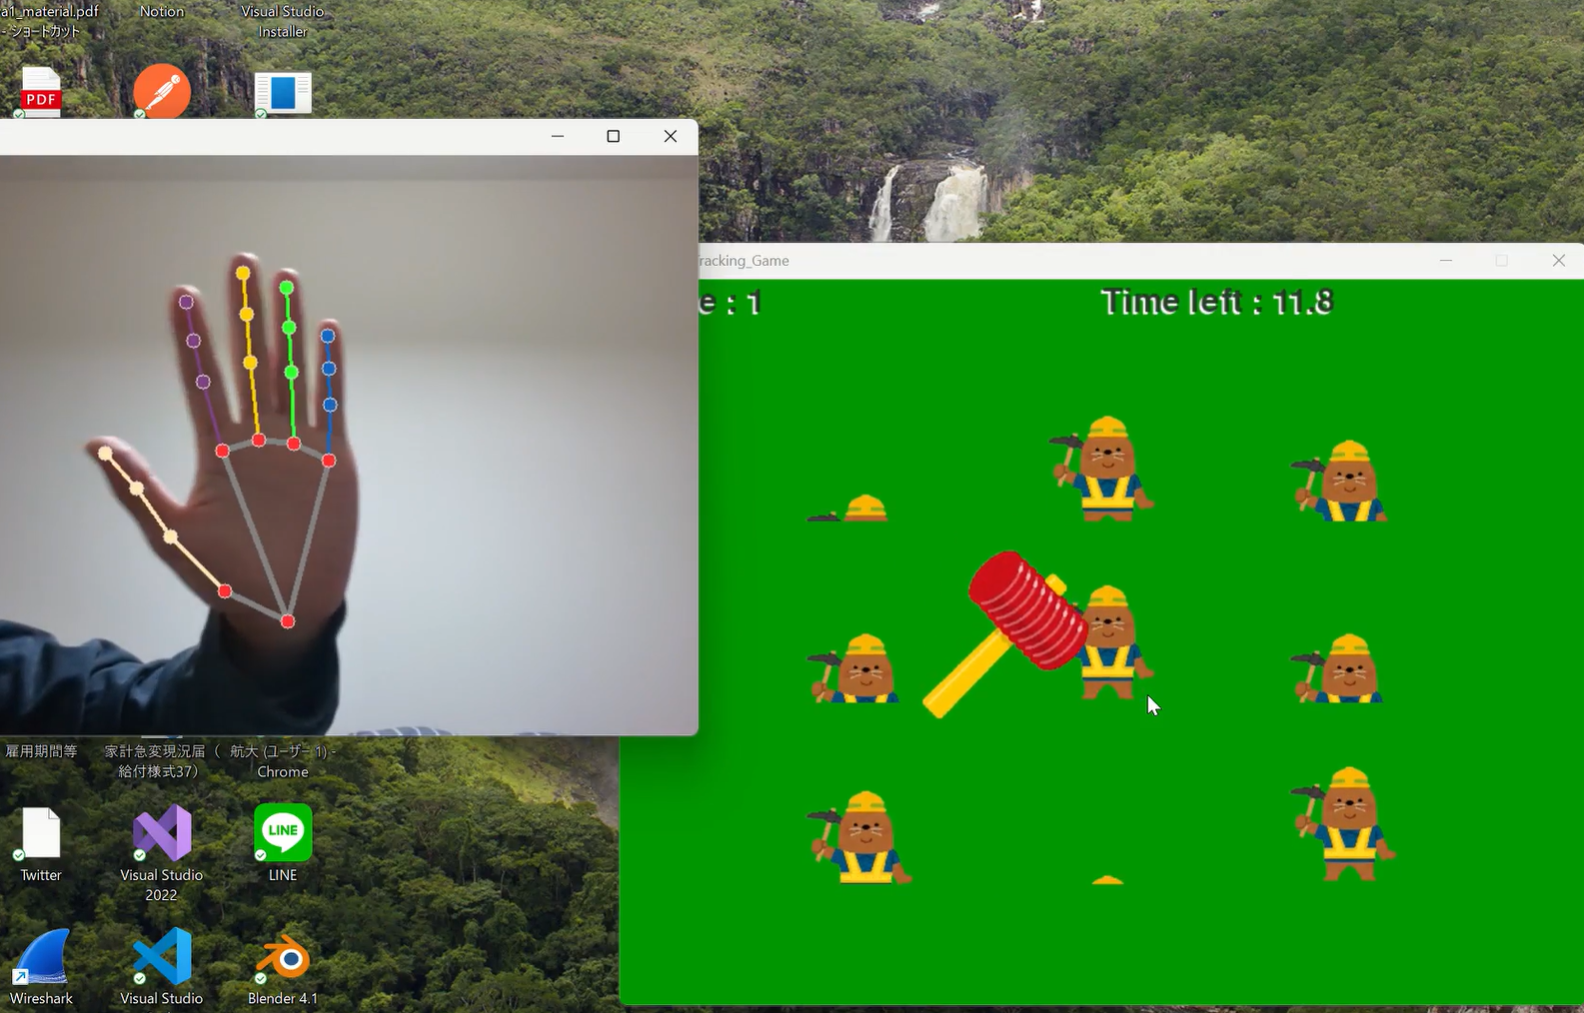 a1_material.pdf
- ショートカット
Notion
Visual Studio
Installer
PDF
racking_Game
e : 1
Time left : 11.8
雇用期間等
家計急変現況届（
給付様式37）
航大 (ユーザー 1) -
Chrome
Twitter
Visual Studio
2022
LINE
LINE
Wireshark
Visual Studio
Blender 4.1